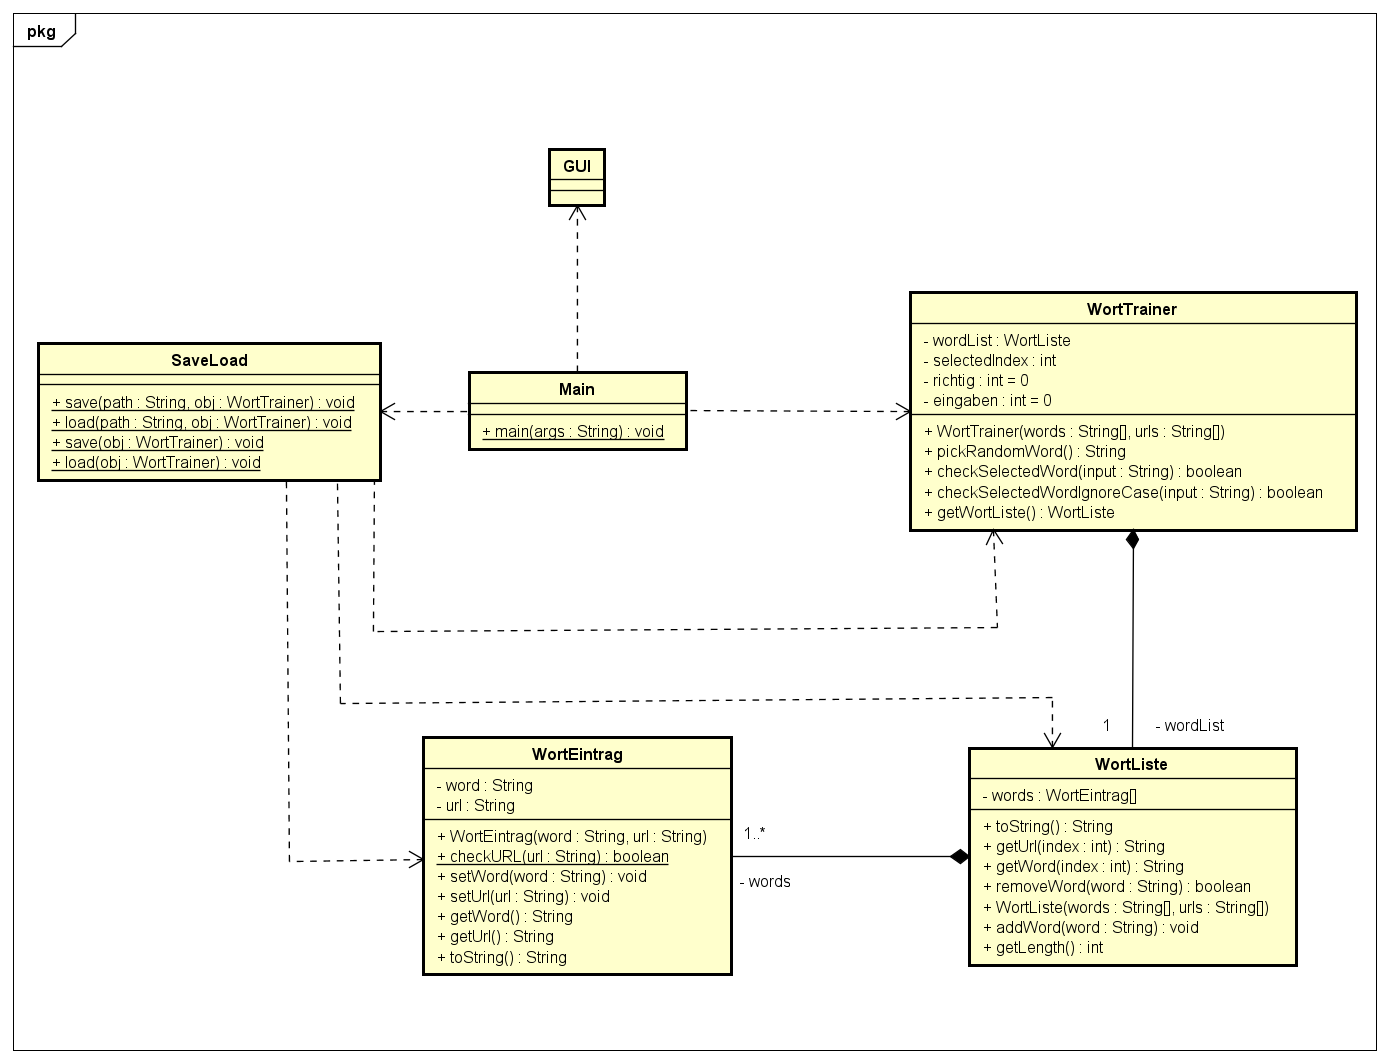 pkg
GUI
SaveLoad
+ save(path : String, obj : WortTrainer) : void
+ load(path : String, obj : WortTrainer) : void
+ save(obj : WortTrainer) : void
+ load(obj : WortTrainer) : void
Main
+ main(args : String) : void
WortTrainer
- wordList : WortListe
- selectedIndex : int
- richtig : int = 0
- eingaben : int = 0
+ WortTrainer(words : String[], urls : String[])
+ pickRandomWord() : String
+ checkSelectedWord(input : String) : boolean
+ checkSelectedWordIgnoreCase(input : String) : boolean
+ getWortListe() : WortListe
1
- wordList
WortEintrag
- word : String
- url : String
+ WortEintrag(word : String, url : String)
+ checkURL(url : String) : boolean
+ setWord(word : String) : void
+ setUrl(url : String) : void
+ getWord() : String
+ getUrl() : String
+ toString() : String
1..*
- words
WortListe
- words : WortEintrag[]
+ toString() : String
+ getUrl(index : int) : String
+ getWord(index : int) : String
+ removeWord(word : String) : boolean
+ WortListe(words : String[], urls : String[])
+ addWord(word : String) : void
+ getLength() : int